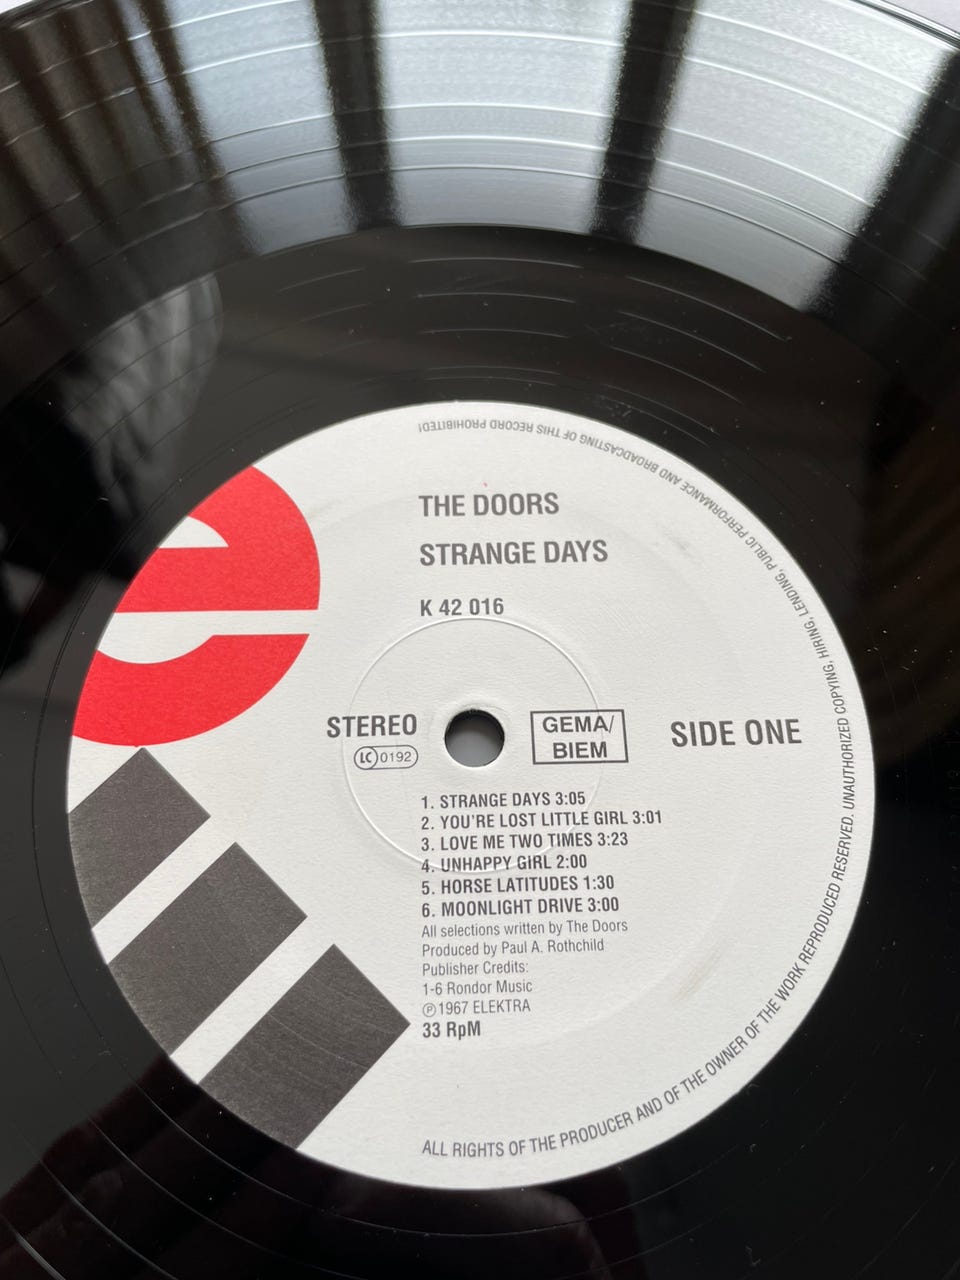 THE DOORS
STRANGE DAYS
K 42 016
STEREO
LC 0192
GEMA/
BIEM
SIDE ONE
1. STRANGE DAYS 3:05
2. YOU'RE LOST LITTLE GIRL 3:01
3. LOVE ME TWO TIMES 3:23
4. UNHAPPY GIRL 2:00
5. HORSE LATITUDES 1:30
6. MOONLIGHT DRIVE 3:00
All selections written by The Doors
Produced by Paul A. Rothchild
Publisher Credits:
1-6 Rondor Music
℗1967 ELEKTRA
33 RpM
ALL RIGHTS OF THE PRODUCER AND OF THE OWNER OF THE WORK REPRODUCED RESERVED. UNAUTHORIZED COPYING, HIRING, LENDING, PUBLIC PERFORMANCE AND BROADCASTING OF THIS RECORD PROHIBITED!
e